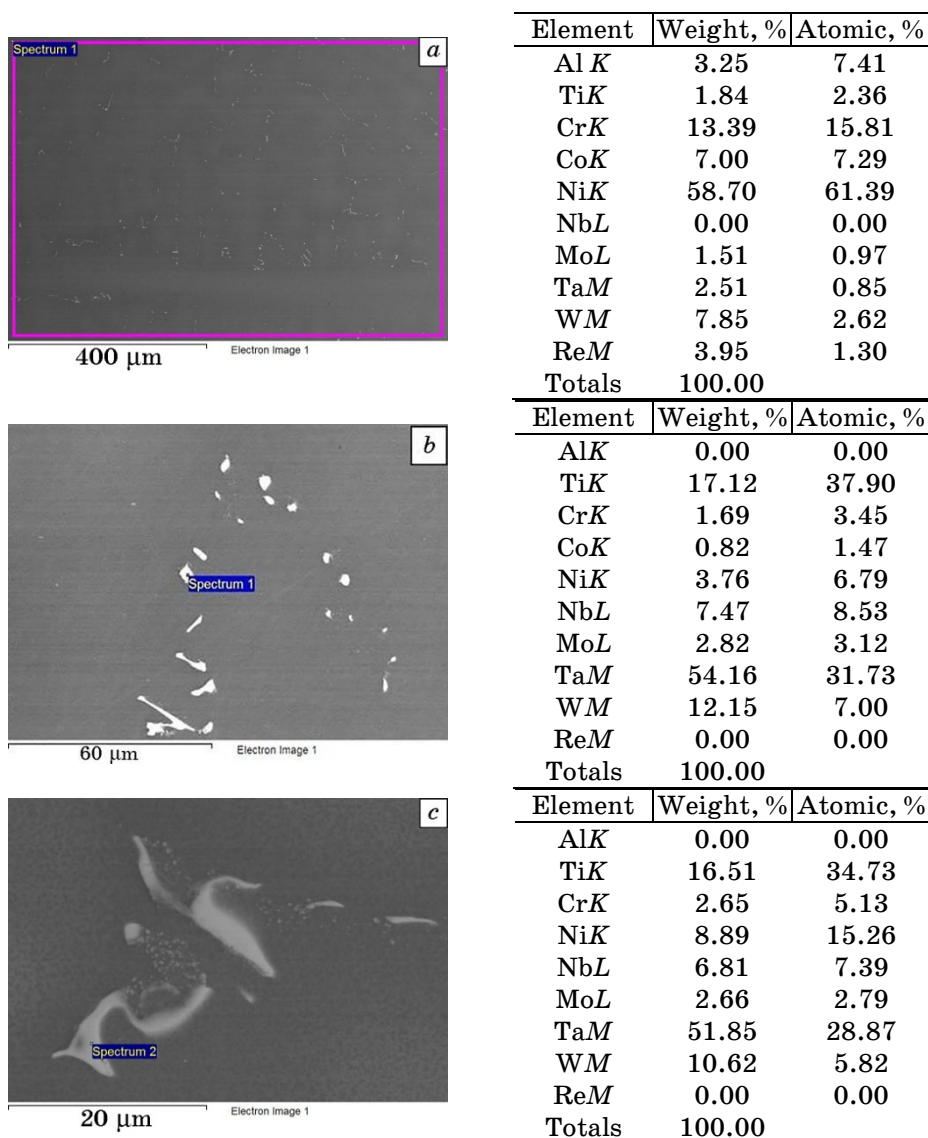 Spectrum 1
a
400 µm
Electron Image 1
Element Weight, % Atomic, %
Al K 3.25 7.41
TiK 1.84 2.36
CrK 13.39 15.81
CoK 7.00 7.29
NiK 58.70 61.39
NbL 0.00 0.00
MoL 1.51 0.97
TaM 2.51 0.85
WM 7.85 2.62
ReM 3.95 1.30
Totals 100.00
b
Spectrum 1
60 µm
Electron Image 1
Element Weight, % Atomic, %
AlK 0.00 0.00
TiK 17.12 37.90
CrK 1.69 3.45
CoK 0.82 1.47
NiK 3.76 6.79
NbL 7.47 8.53
MoL 2.82 3.12
TaM 54.16 31.73
WM 12.15 7.00
ReM 0.00 0.00
Totals 100.00
c
Spectrum 2
20 µm
Electron Image 1
Element Weight, % Atomic, %
AlK 0.00 0.00
TiK 16.51 34.73
CrK 2.65 5.13
NiK 8.89 15.26
NbL 6.81 7.39
MoL 2.66 2.79
TaM 51.85 28.87
WM 10.62 5.82
ReM 0.00 0.00
Totals 100.00